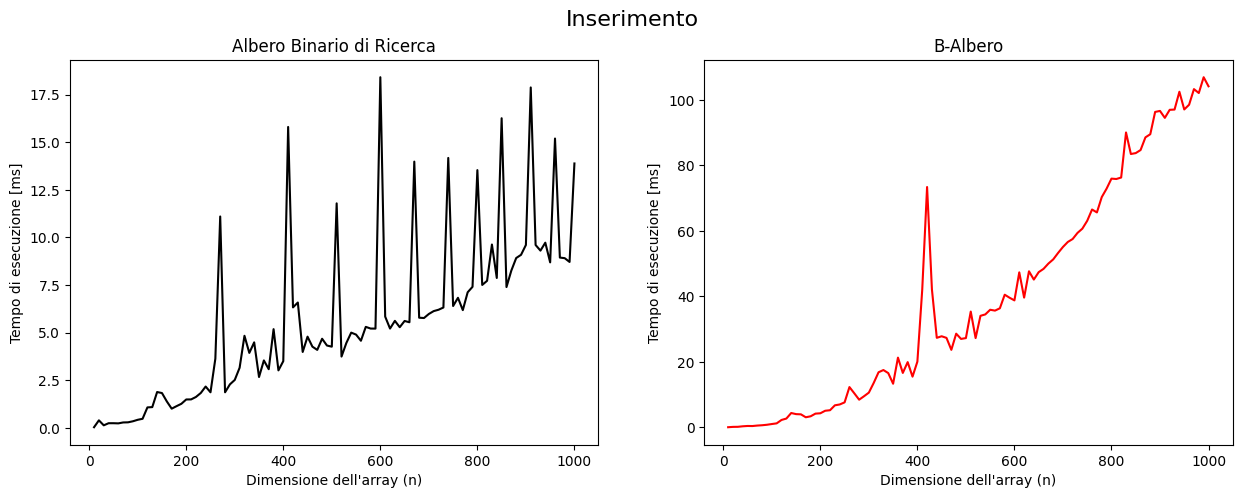 Inserimento
Albero Binario di Ricerca
Tempo di esecuzione [ms]
17.5
15.0
12.5
10.0
7.5
5.0
2.5
0.0
0 200 400 600 800 1000
Dimensione dell'array (n)
B-Albero
Tempo di esecuzione [ms]
100
80
60
40
20
0
0 200 400 600 800 1000
Dimensione dell'array (n)